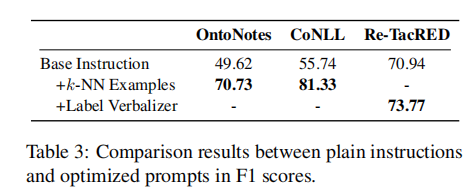 OntoNotes CoNLL Re-TacRED
Base Instruction 49.62 55.74 70.94
+k-NN Examples 70.73 81.33 -
+Label Verbalizer - - 73.77
Table 3: Comparison results between plain instructions
and optimized prompts in F1 scores.